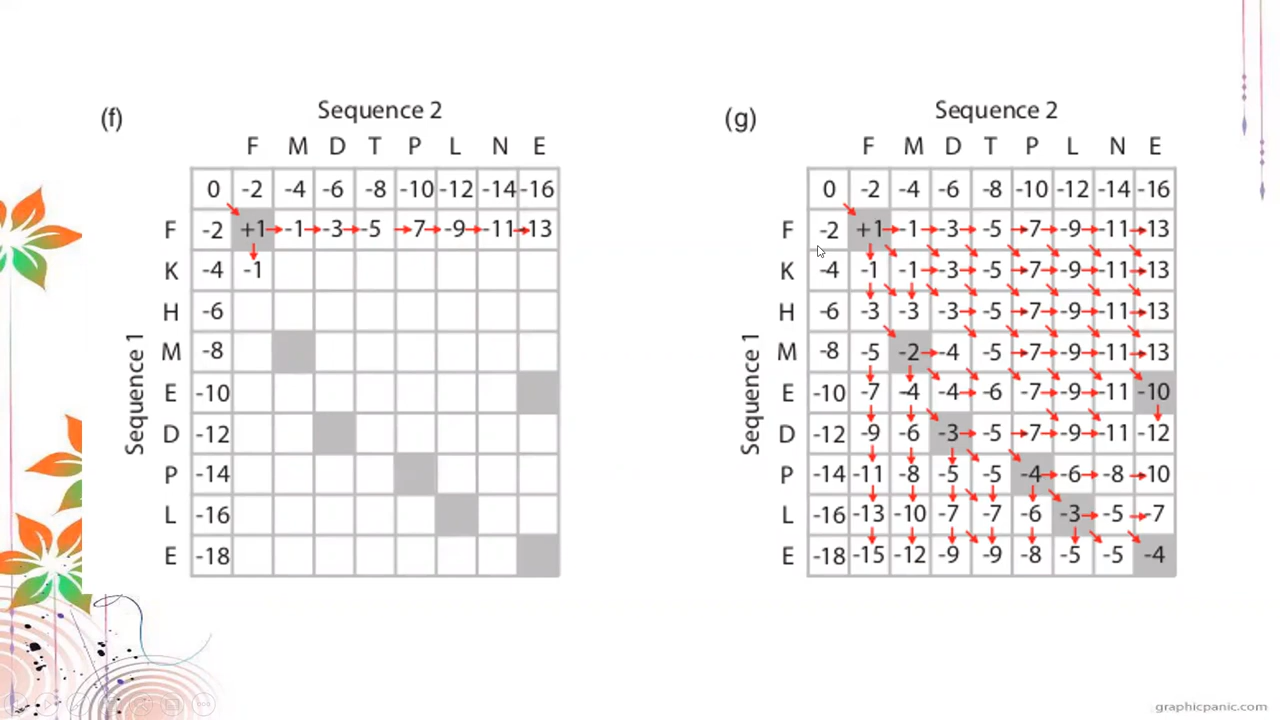 (f)
Sequence 2
F M D T P L N E
0 -2 -4 -6 -8 -10 -12 -14 -16
F -2 +1 -1 -3 -5 -7 -9 -11 -13
K -4 -1
H -6
M -8
E -10
D -12
P -14
L -16
E -18
Sequence 1
(g)
Sequence 2
F M D T P L N E
0 -2 -4 -6 -8 -10 -12 -14 -16
F -2 +1 -1 -3 -5 -7 -9 -11 -13
K -4 -1 -1 -3 -5 -7 -9 -11 -13
H -6 -3 -3 -3 -5 -7 -9 -11 -13
M -8 -5 -2 -4 -5 -7 -9 -11 -13
E -10 -7 -4 -4 -6 -7 -9 -11 -10
D -12 -9 -6 -3 -5 -7 -9 -11 -12
P -14 -11 -8 -5 -5 -4 -6 -8 -10
L -16 -13 -10 -7 -7 -6 -3 -5 -7
E -18 -15 -12 -9 -9 -8 -5 -5 -4
Sequence 1
graphicpanic.com